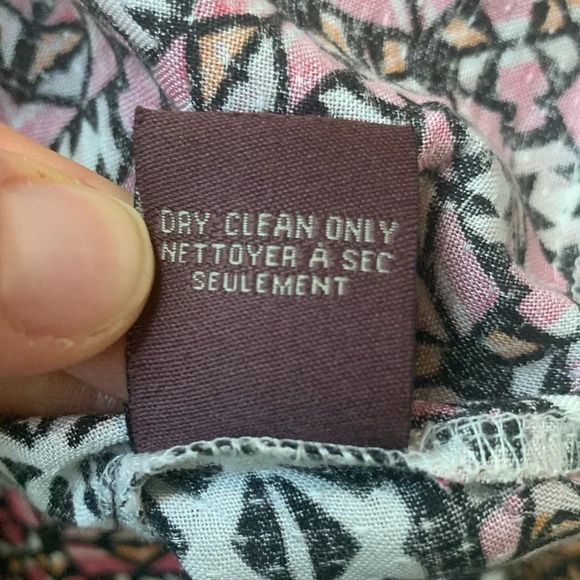 DRY CLEAN ONLY
NETTOYER À SEC
SEULEMENT